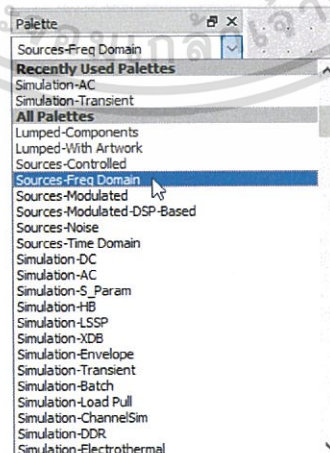 Palette
Sources-Freq Domain
Recently Used Palettes
Simulation-AC
Simulation-Transient
All Palettes
Lumped-Components
Lumped-With Artwork
Sources-Controlled
Sources-Freq Domain
Sources-Modulated
Sources-Modulated-DSP-Based
Sources-Noise
Sources-Time Domain
Simulation-DC
Simulation-AC
Simulation-S_Param
Simulation-HB
Simulation-LSSP
Simulation-XDB
Simulation-Envelope
Simulation-Transient
Simulation-Batch
Simulation-Load Pull
Simulation-ChannelSim
Simulation-DDR
Simulation-Electrothermal